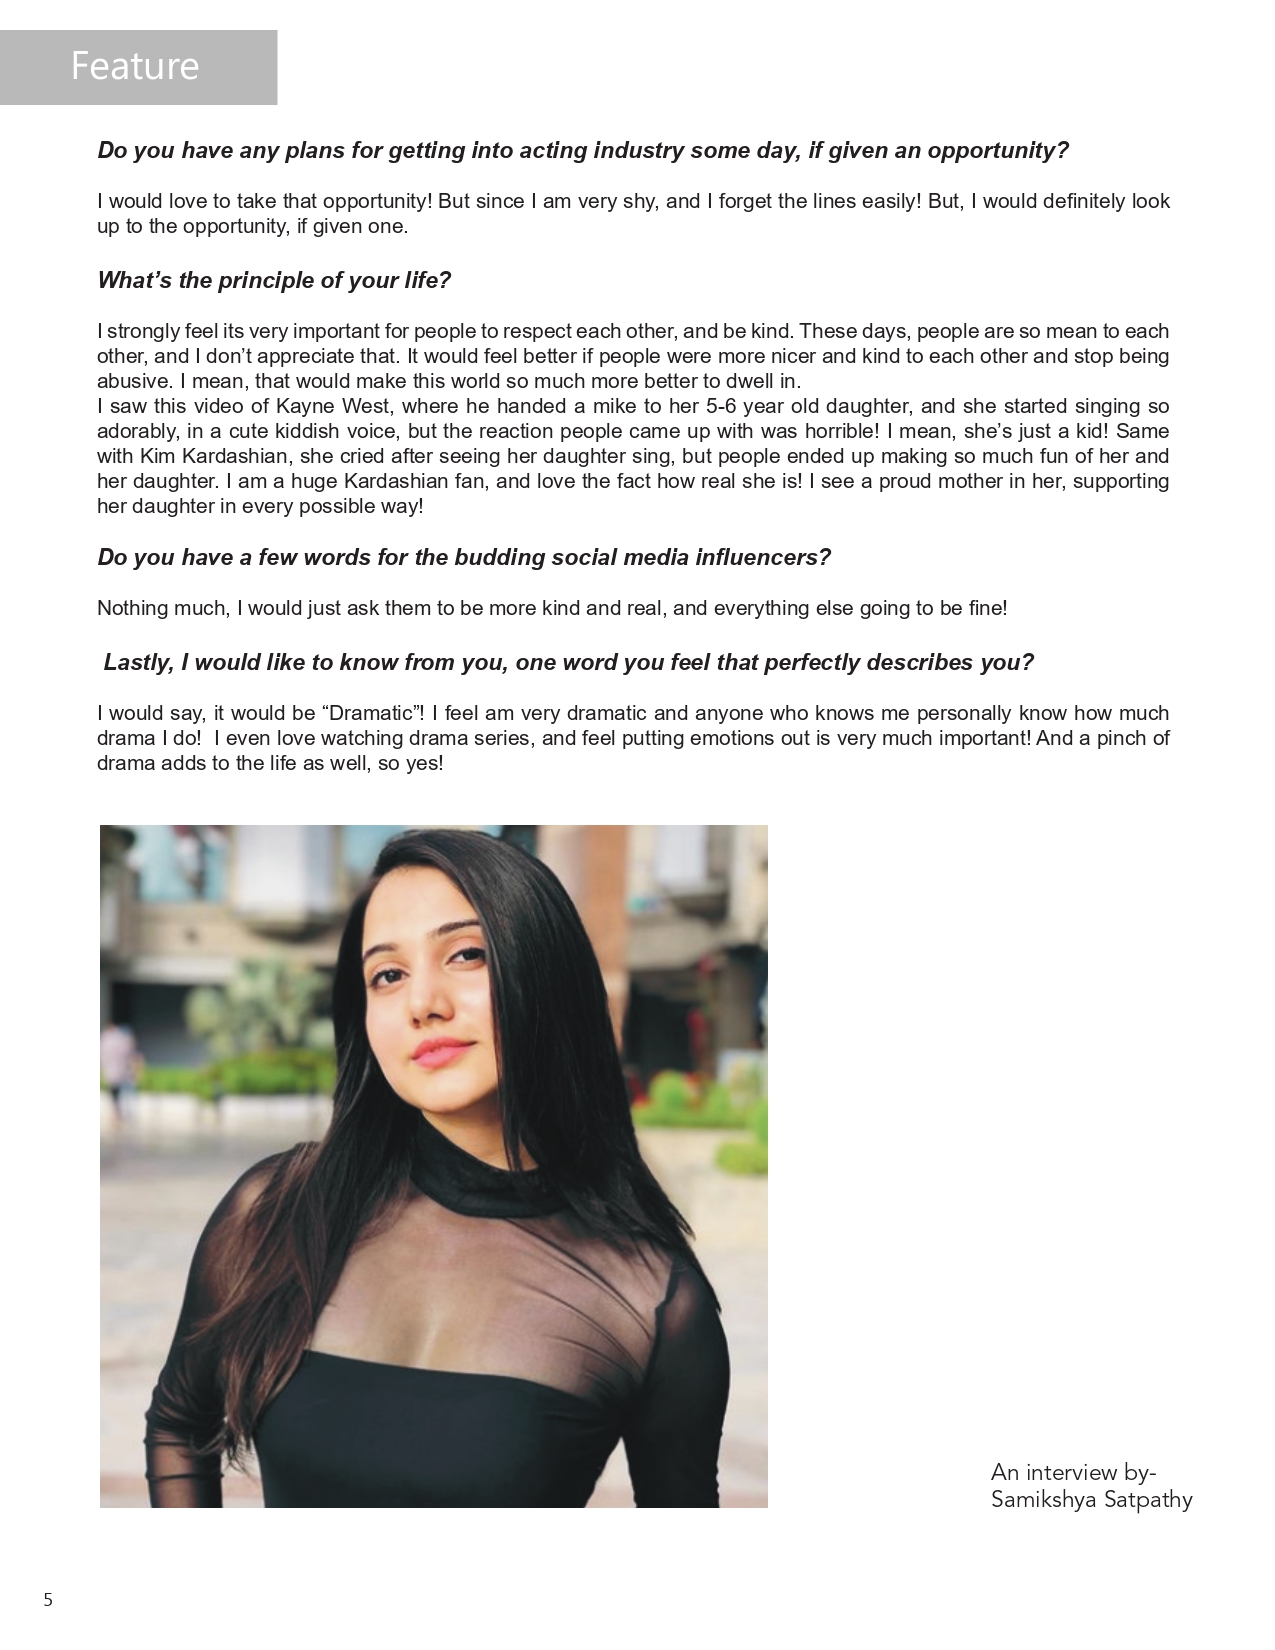 Feature
Do you have any plans for getting into acting industry some day, if given an opportunity?
I would love to take that opportunity! But since I am very shy, and I forget the lines easily! But, I would definitely look
up to the opportunity, if given one.
What’s the principle of your life?
I strongly feel its very important for people to respect each other, and be kind. These days, people are so mean to each
other, and I don’t appreciate that. It would feel better if people were more nicer and kind to each other and stop being
abusive. I mean, that would make this world so much more better to dwell in.
I saw this video of Kayne West, where he handed a mike to her 5-6 year old daughter, and she started singing so
adorably, in a cute kiddish voice, but the reaction people came up with was horrible! I mean, she’s just a kid! Same
with Kim Kardashian, she cried after seeing her daughter sing, but people ended up making so much fun of her and
her daughter. I am a huge Kardashian fan, and love the fact how real she is! I see a proud mother in her, supporting
her daughter in every possible way!
Do you have a few words for the budding social media influencers?
Nothing much, I would just ask them to be more kind and real, and everything else going to be fine!
Lastly, I would like to know from you, one word you feel that perfectly describes you?
I would say, it would be “Dramatic”! I feel am very dramatic and anyone who knows me personally know how much
drama I do!  I even love watching drama series, and feel putting emotions out is very much important! And a pinch of
drama adds to the life as well, so yes!
An interview by-
Samikshya Satpathy
5